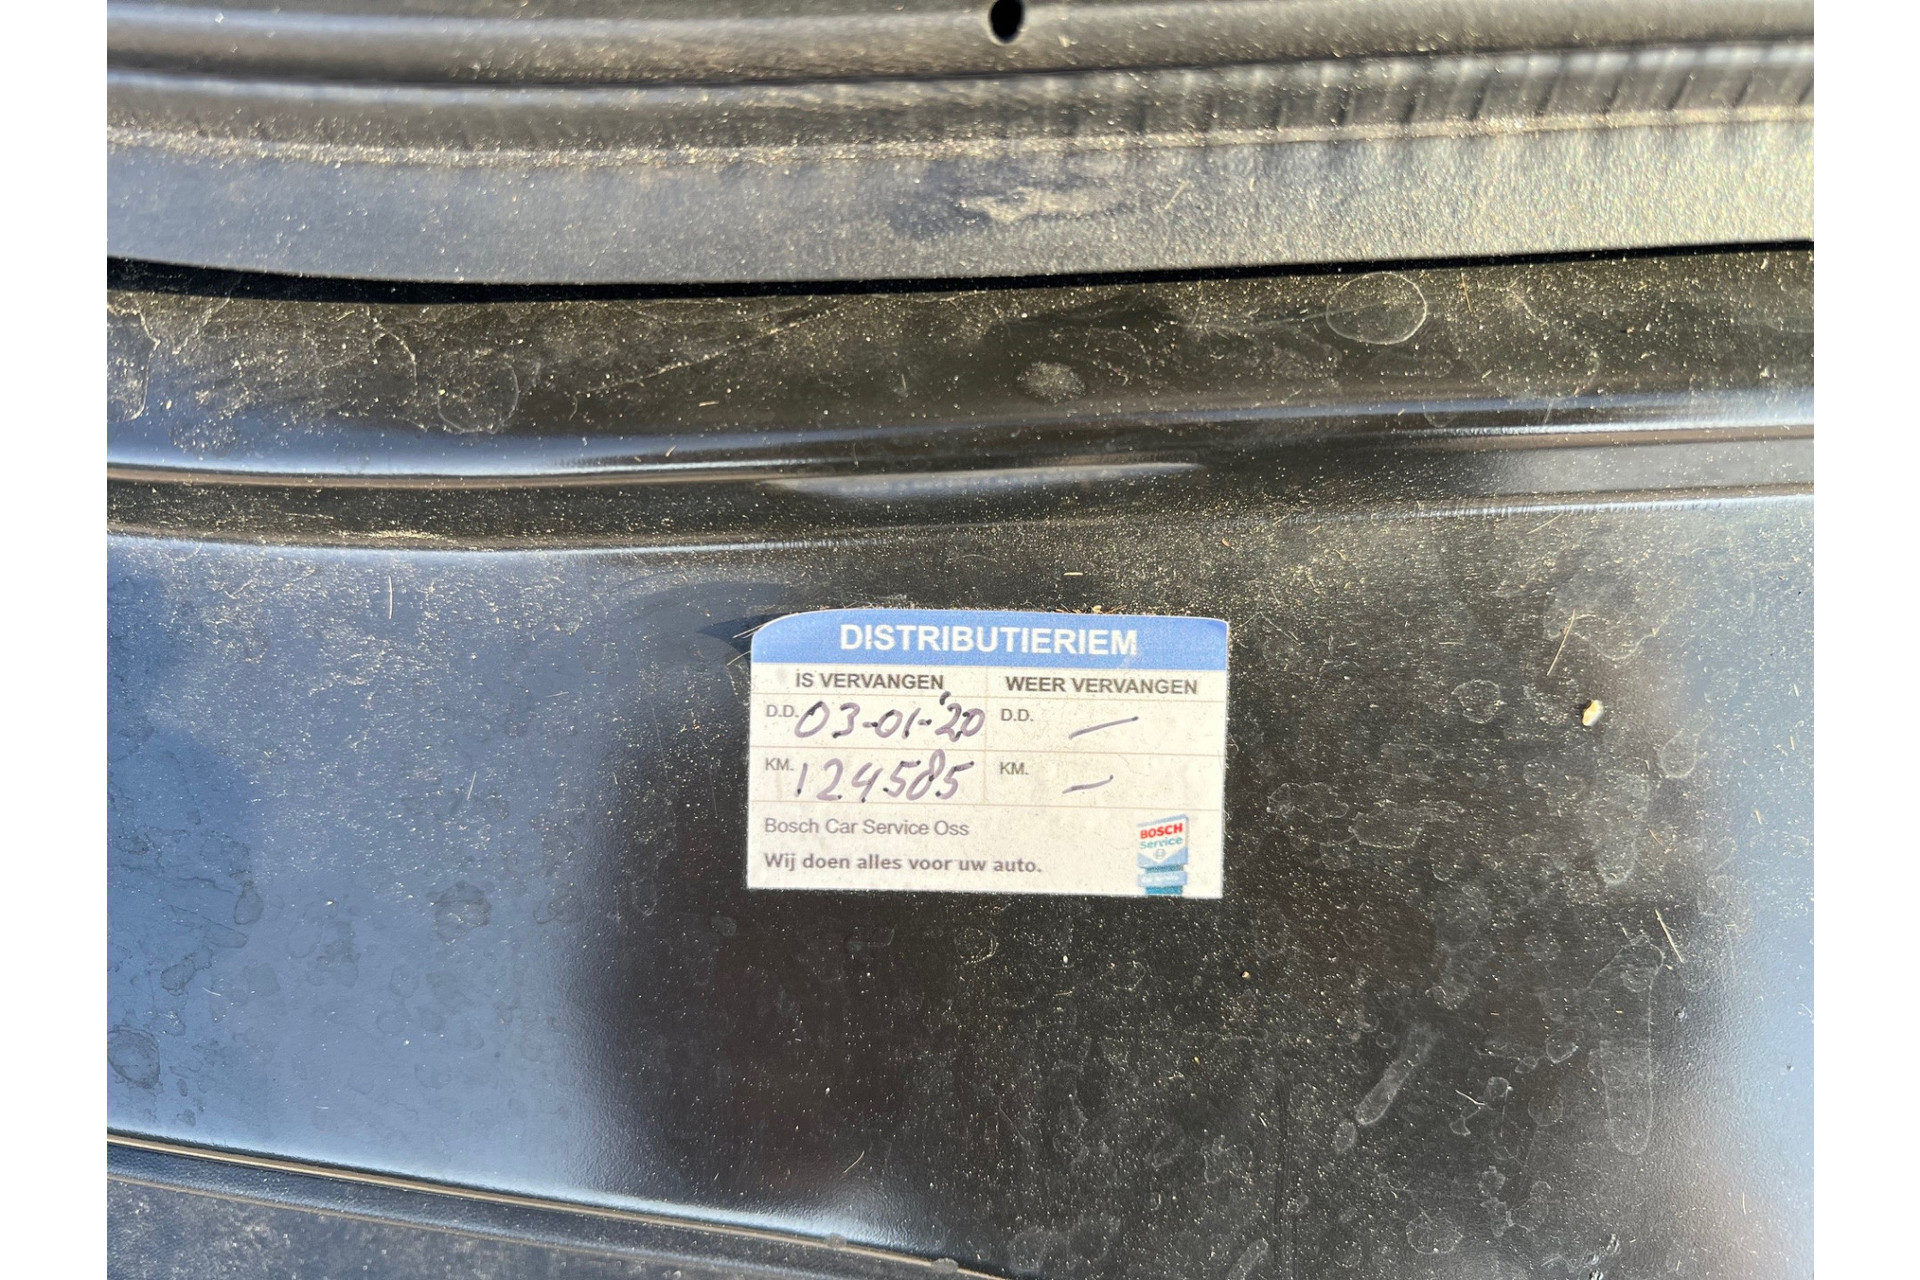 DISTRIBUTIERIEM
IS VERVANGEN WEER VERVANGEN
D.D. 03-01-'20 D.D. —
KM. 124585 KM. —
Bosch Car Service Oss
Wij doen alles voor uw auto.
BOSCH
Service